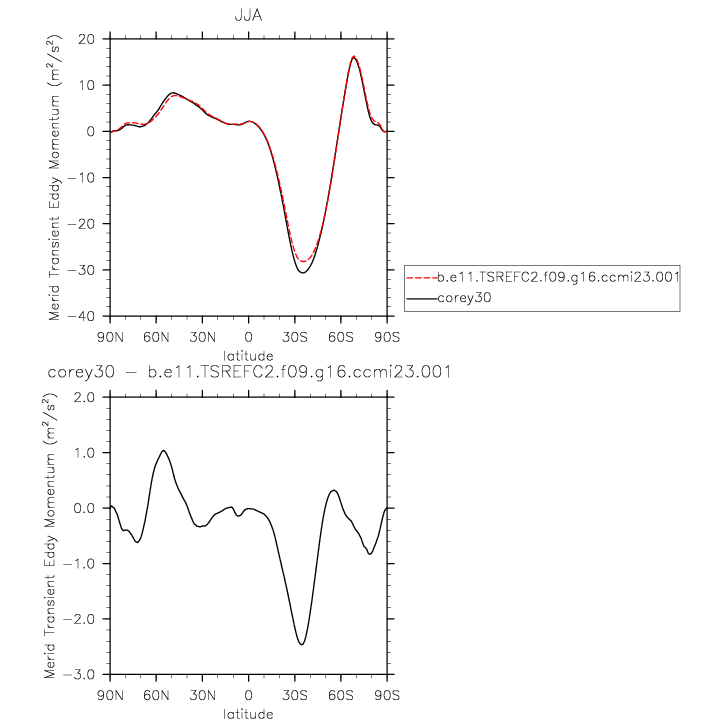 JJA
Merid Transient Eddy Momentum (m²/s²)
20
10
0
−10
−20
−30
−40
90N 60N 30N 0 30S 60S 90S
latitude
b.e11.TSREFC2.f09.g16.ccmi23.001
corey30
corey30 − b.e11.TSREFC2.f09.g16.ccmi23.001
Merid Transient Eddy Momentum (m²/s²)
2.0
1.0
0.0
−1.0
−2.0
−3.0
90N 60N 30N 0 30S 60S 90S
latitude